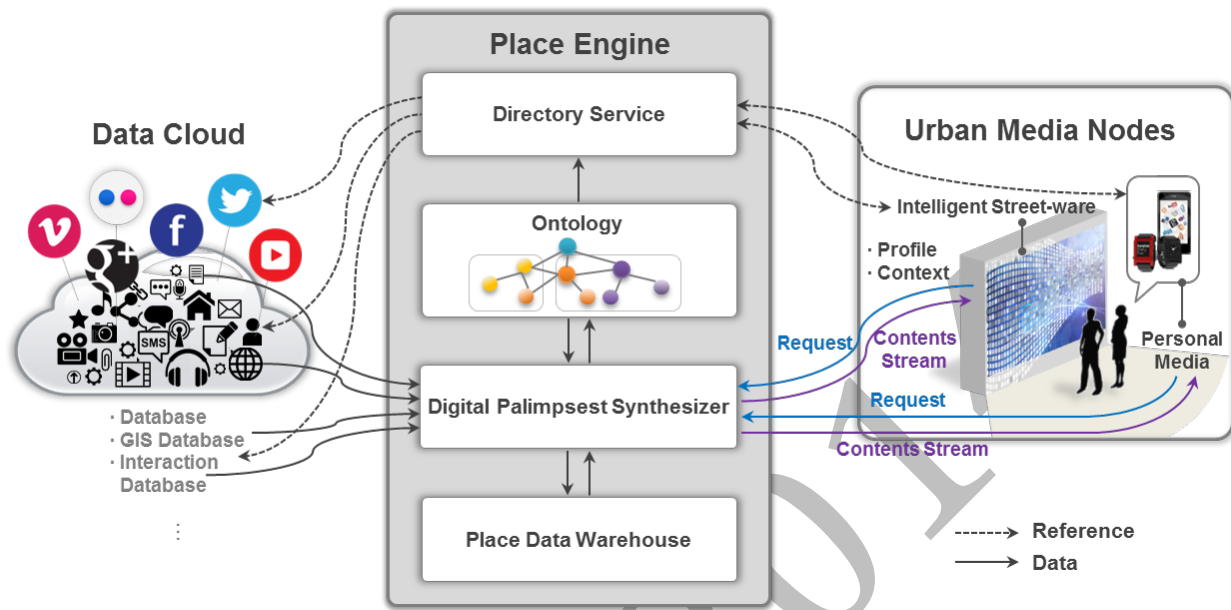 Place Engine
Directory Service
Ontology
Digital Palimpsest Synthesizer
Place Data Warehouse
Data Cloud
f
g+
SMS
· Database
· GIS Database
· Interaction
Database
⋮
Urban Media Nodes
Intelligent Street-ware
· Profile
· Context
Personal
Media
Request
Contents
Stream
Request
Contents Stream
Reference
Data